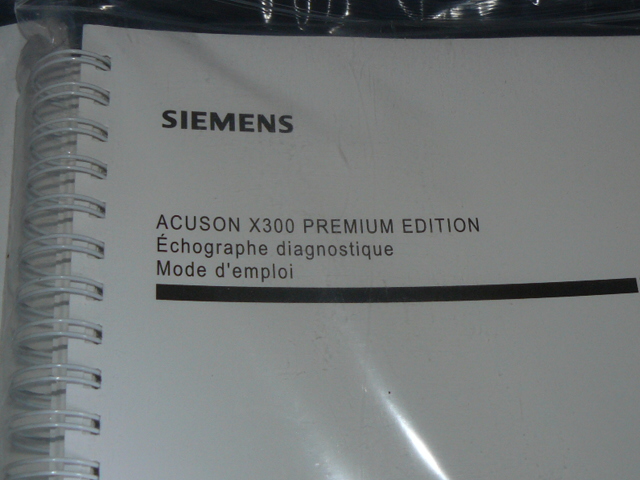 SIEMENS
ACUSON X300 PREMIUM EDITION
Échographe diagnostique
Mode d'emploi